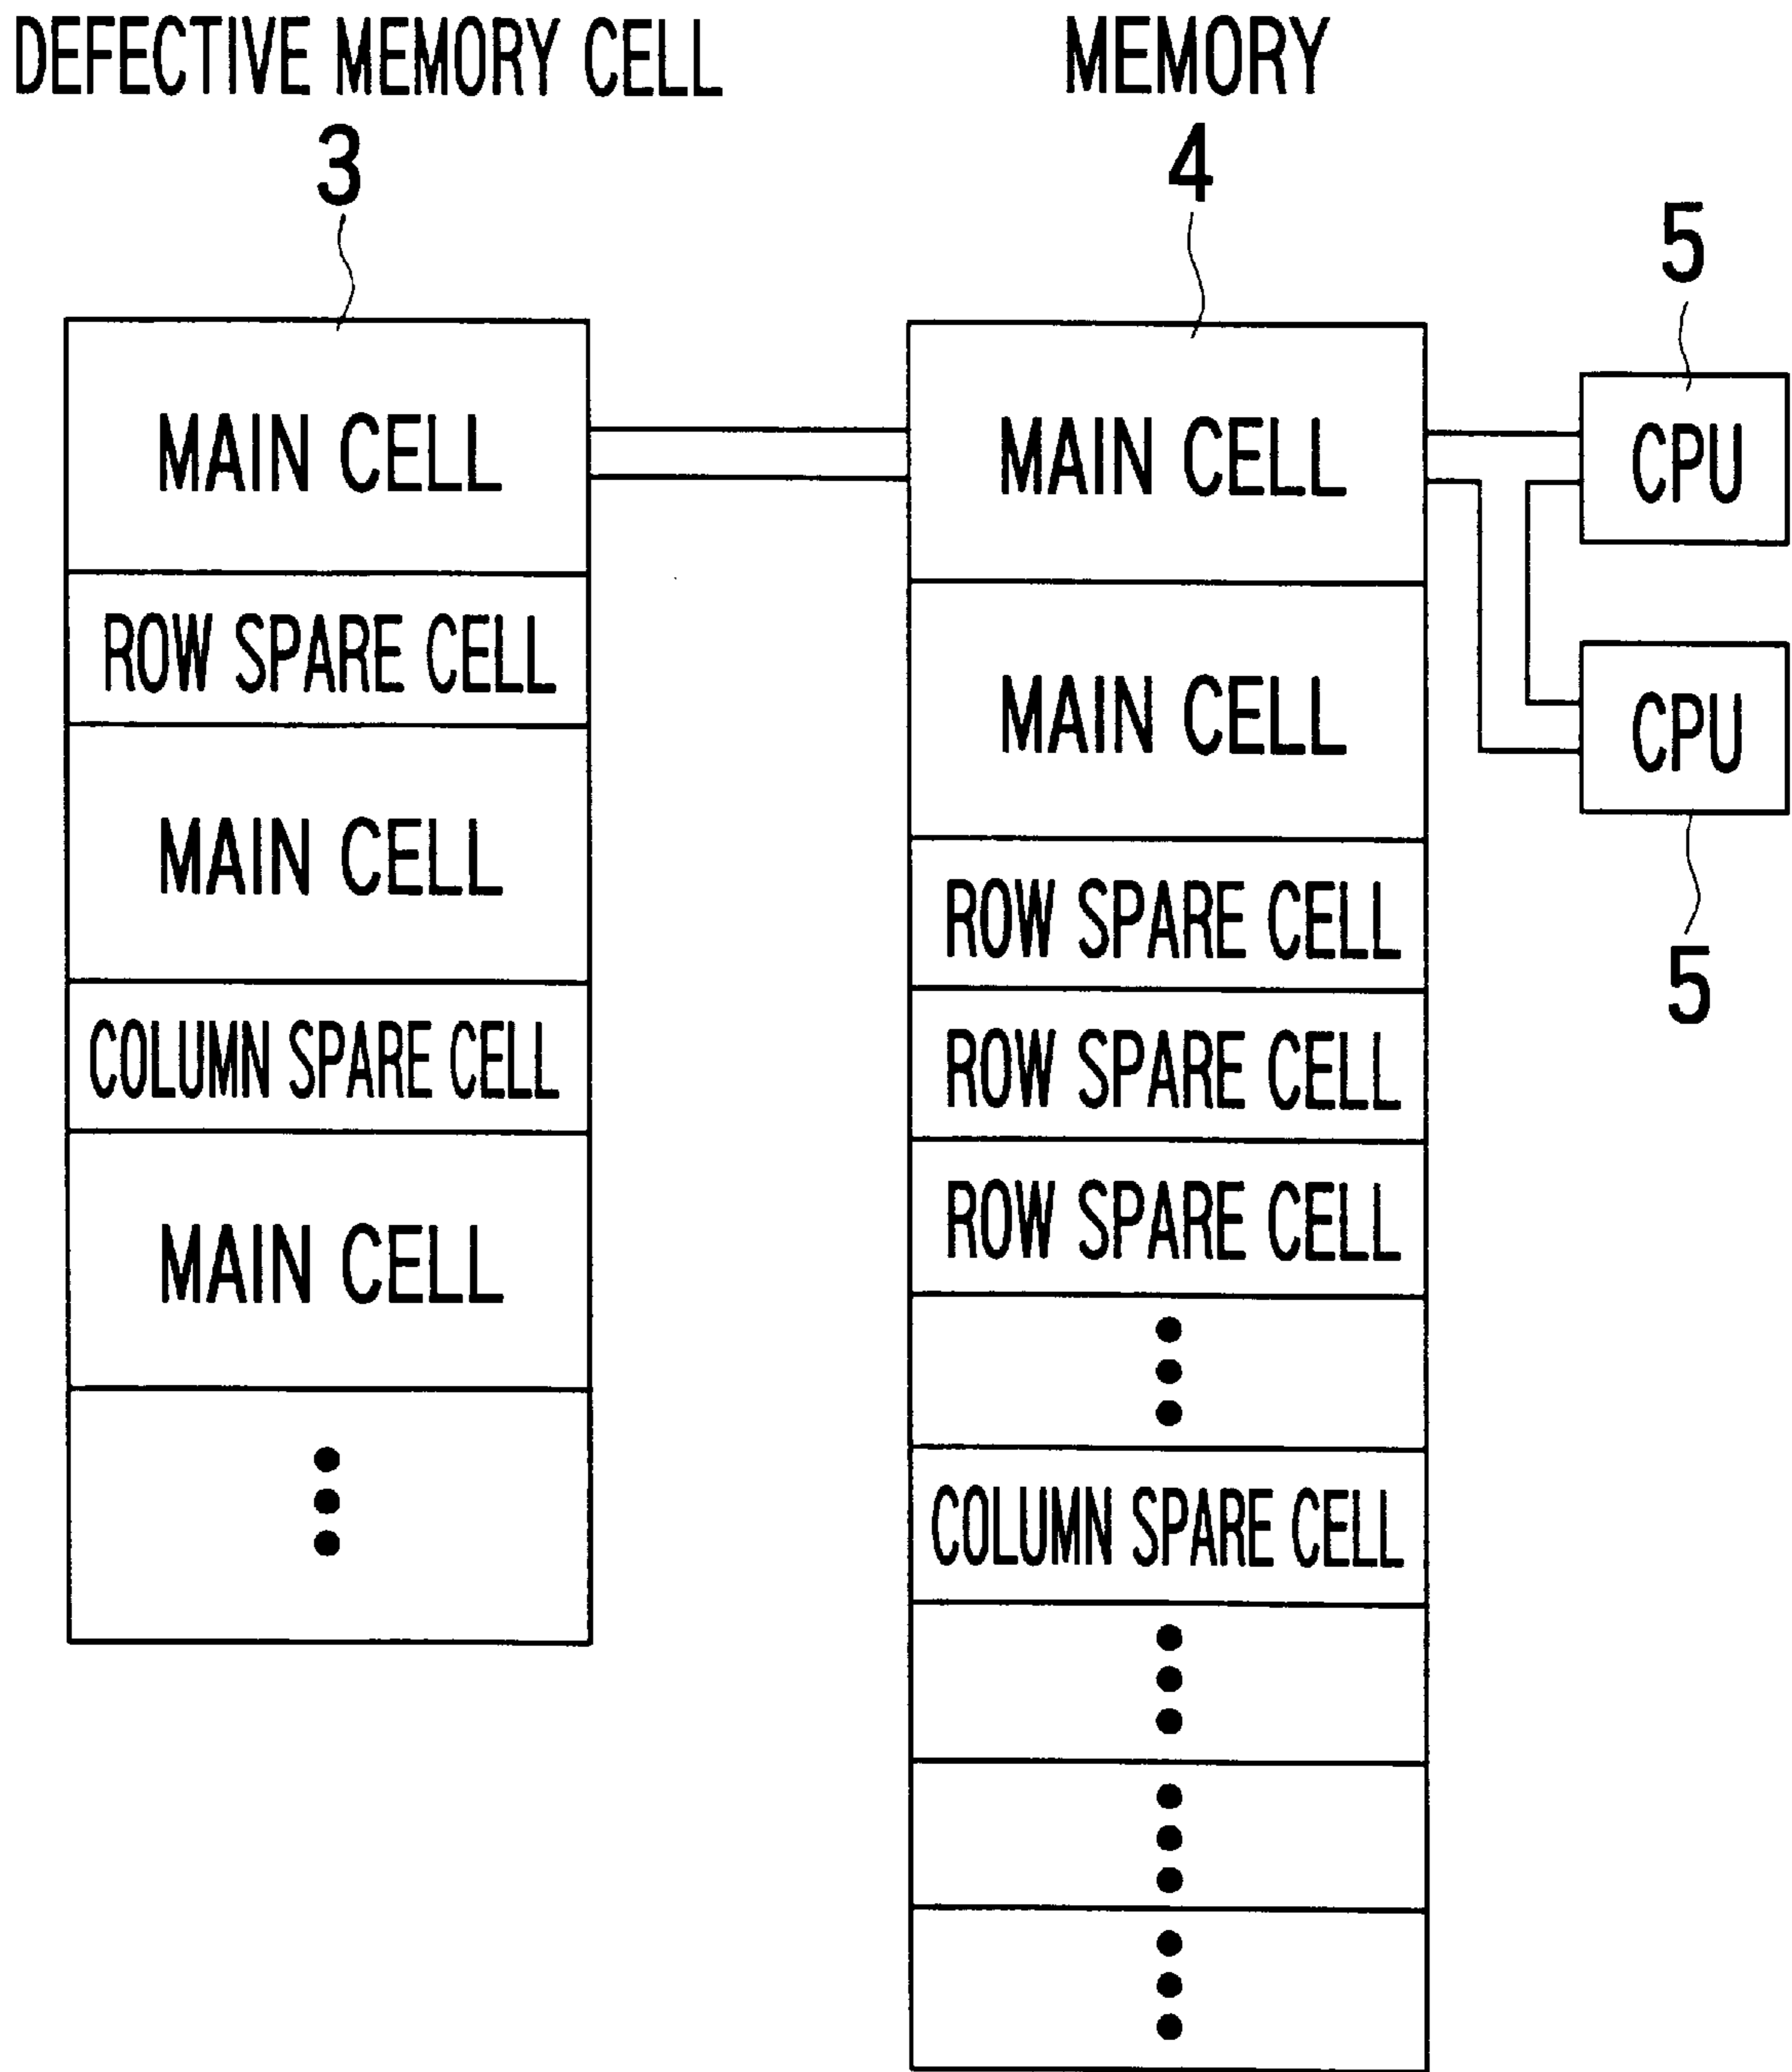 DEFECTIVE MEMORY CELL
3
MAIN CELL
ROW SPARE CELL
MAIN CELL
COLUMN SPARE CELL
MAIN CELL
MEMORY
4
MAIN CELL
MAIN CELL
ROW SPARE CELL
ROW SPARE CELL
ROW SPARE CELL
COLUMN SPARE CELL
5
CPU
CPU
5